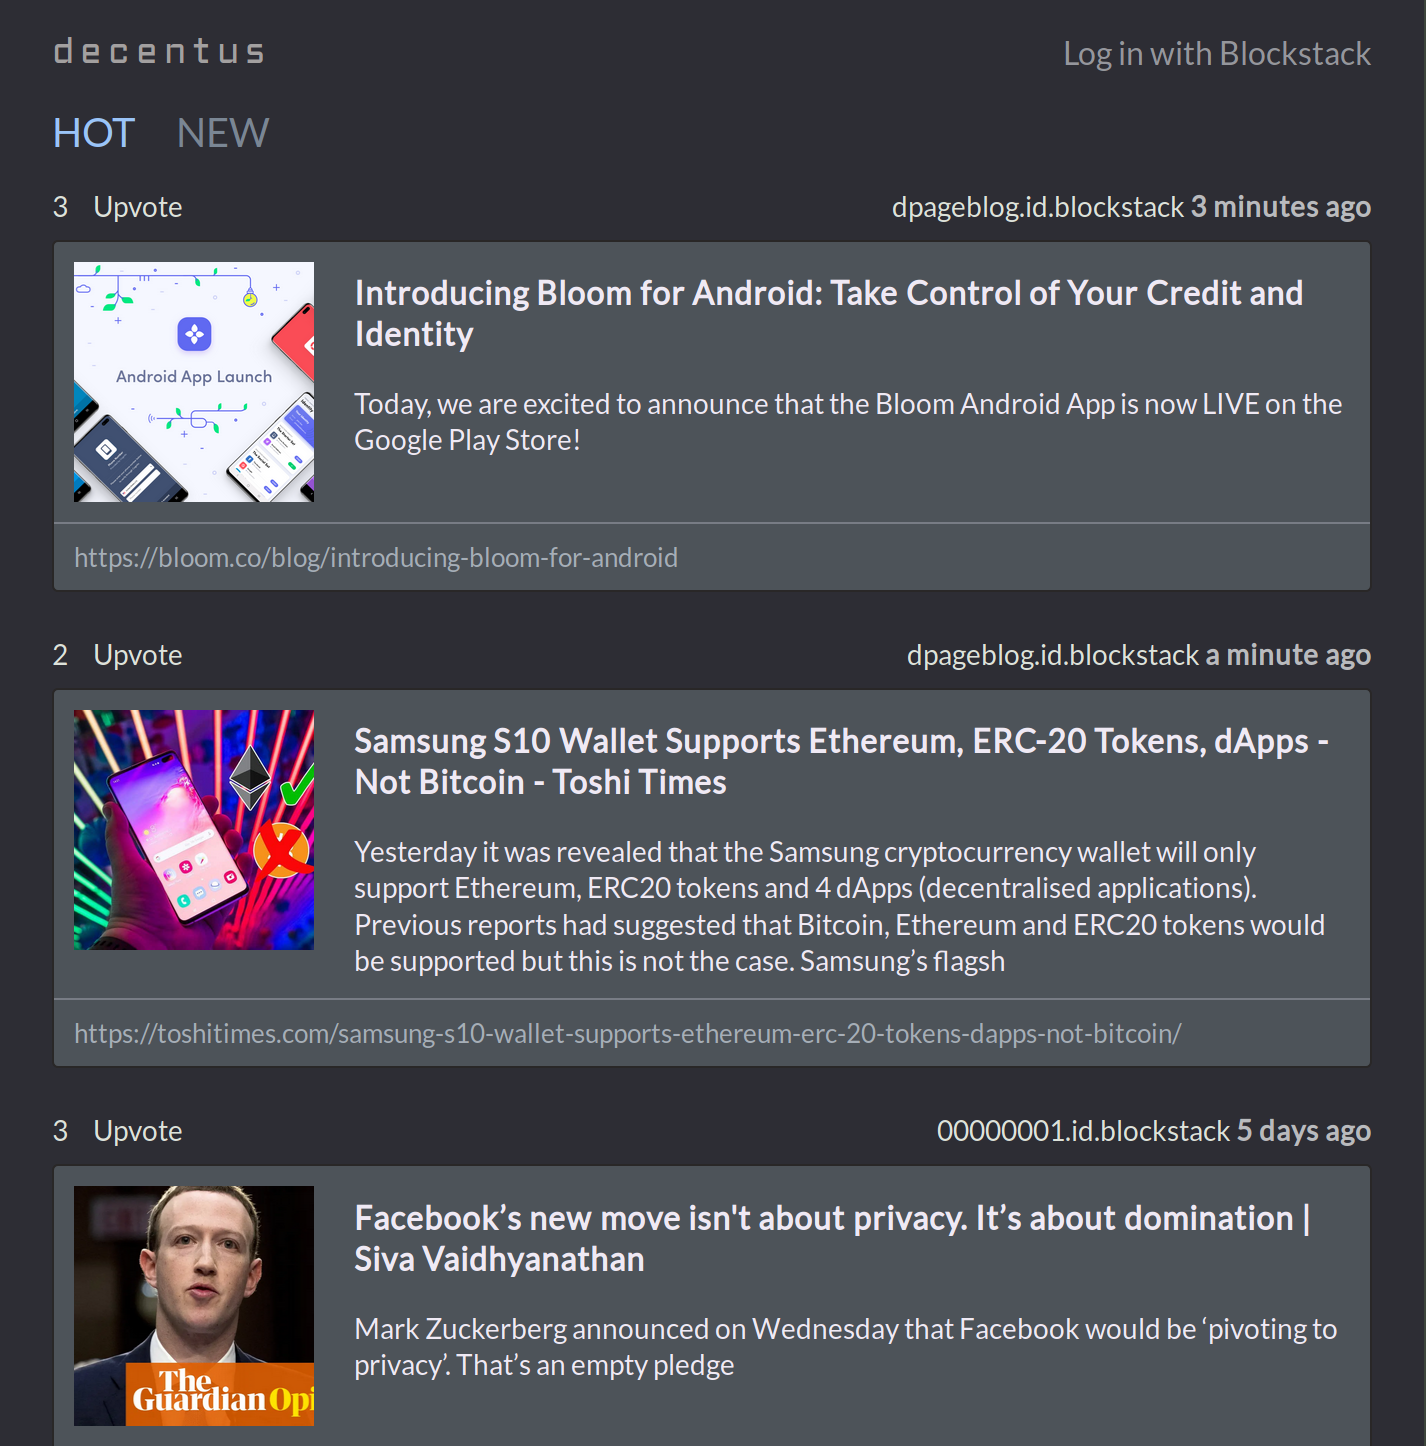 decentus
Log in with Blockstack
HOT NEW
3 Upvote
dpageblog.id.blockstack 3 minutes ago
Android App Launch
Introducing Bloom for Android: Take Control of Your Credit and
Identity
Today, we are excited to announce that the Bloom Android App is now LIVE on the
Google Play Store!
https://bloom.co/blog/introducing-bloom-for-android
2 Upvote
dpageblog.id.blockstack a minute ago
Samsung S10 Wallet Supports Ethereum, ERC-20 Tokens, dApps -
Not Bitcoin - Toshi Times
Yesterday it was revealed that the Samsung cryptocurrency wallet will only
support Ethereum, ERC20 tokens and 4 dApps (decentralised applications).
Previous reports had suggested that Bitcoin, Ethereum and ERC20 tokens would
be supported but this is not the case. Samsung’s flagsh
https://toshitimes.com/samsung-s10-wallet-supports-ethereum-erc-20-tokens-dapps-not-bitcoin/
3 Upvote
00000001.id.blockstack 5 days ago
The
Guardian Opi
Facebook’s new move isn't about privacy. It’s about domination |
Siva Vaidhyanathan
Mark Zuckerberg announced on Wednesday that Facebook would be ‘pivoting to
privacy’. That’s an empty pledge